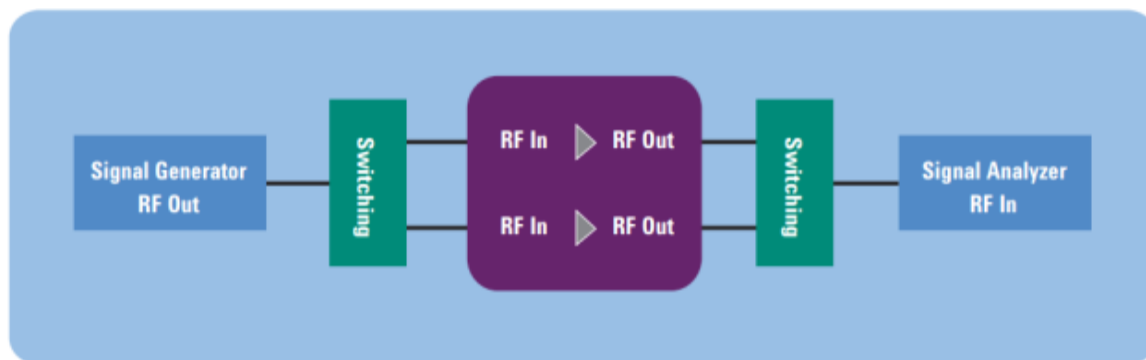 Signal Generator
RF Out
Switching
RF In
RF Out
RF In
RF Out
Switching
Signal Analyzer
RF In